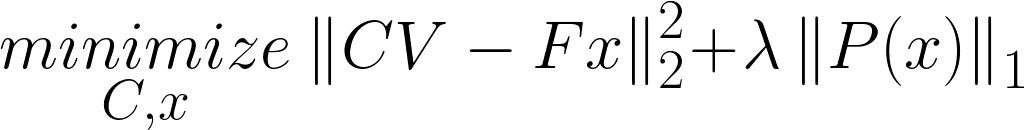 minimize ‖CV − Fx‖₂² + λ ‖P(x)‖₁
C,x